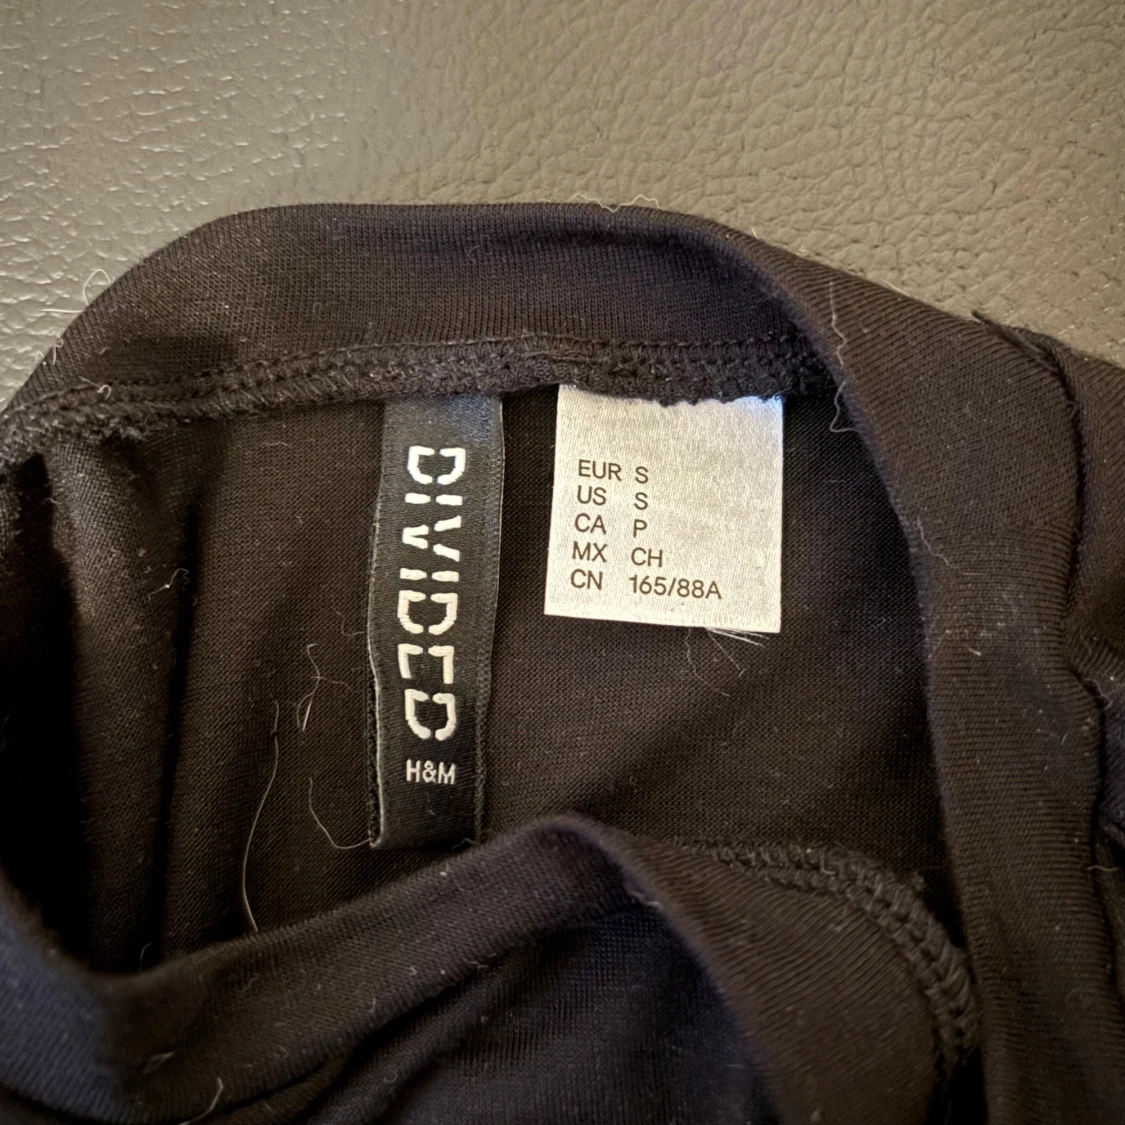 DIVIDED
H&M
EUR S
US S
CA P
MX CH
CN 165/88A